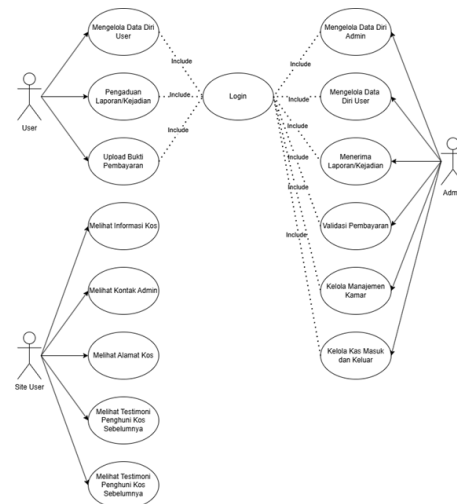 Mengelola Data Diri
User
Include
Pengaduan
Laporan/Kejadian
Include
Upload Bukti
Pembayaran
Include
User
Login
Mengelola Data Diri
Admin
Include
Mengelola Data
Diri User
Include
Menerima
Laporan/Kejadian
Include
Validasi Pembayaran
Include
Kelola Manajemen
Kamar
Include
Kelola Kas Masuk
dan Keluar
Include
Adm
Melihat Informasi Kos
Melihat Kontak Admin
Melihat Alamat Kos
Melihat Testimoni
Penghuni Kos
Sebelumnya
Melihat Testimoni
Penghuni Kos
Sebelumnya
Site User